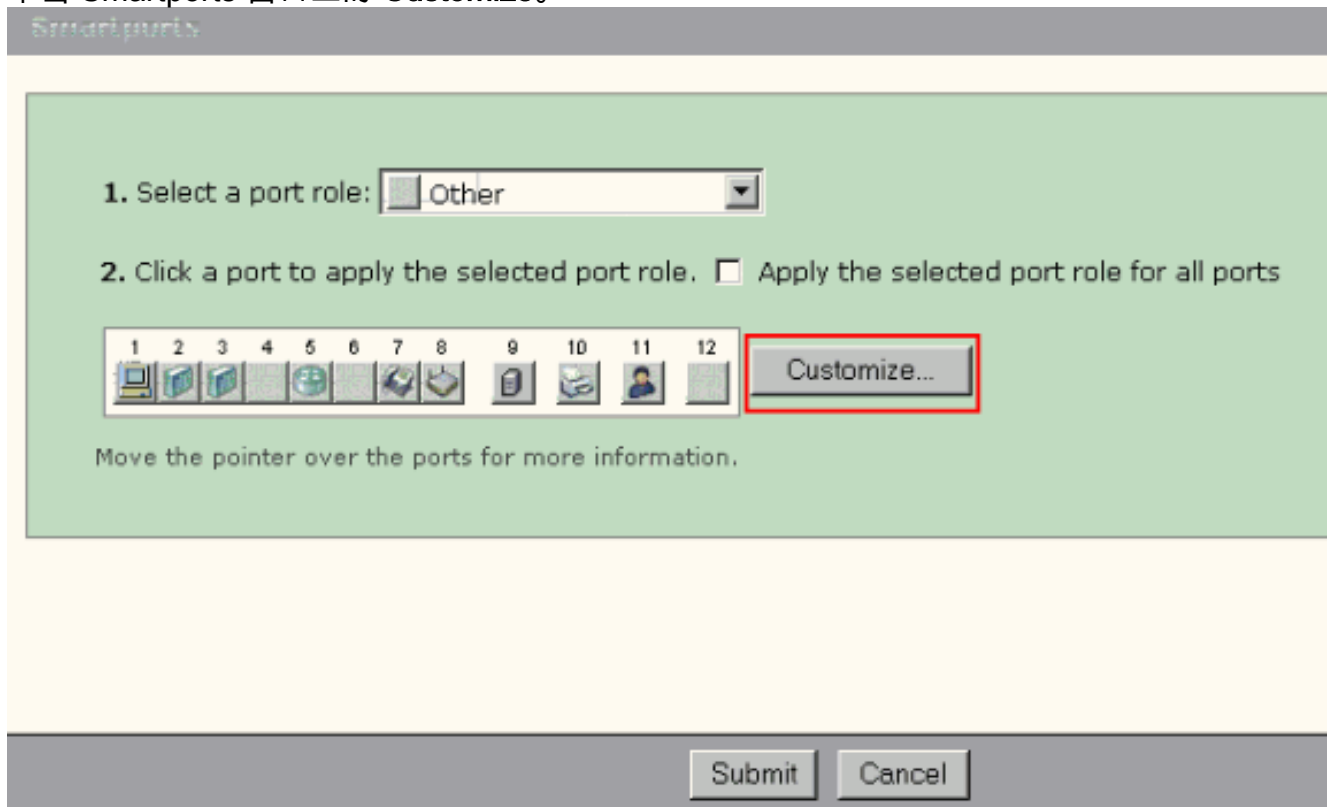 Smartports
1. Select a port role: Other
2. Click a port to apply the selected port role. Apply the selected port role for all ports
1 2 3 4 5 6 7 8 9 10 11 12
Customize...
Move the pointer over the ports for more information.
Submit Cancel